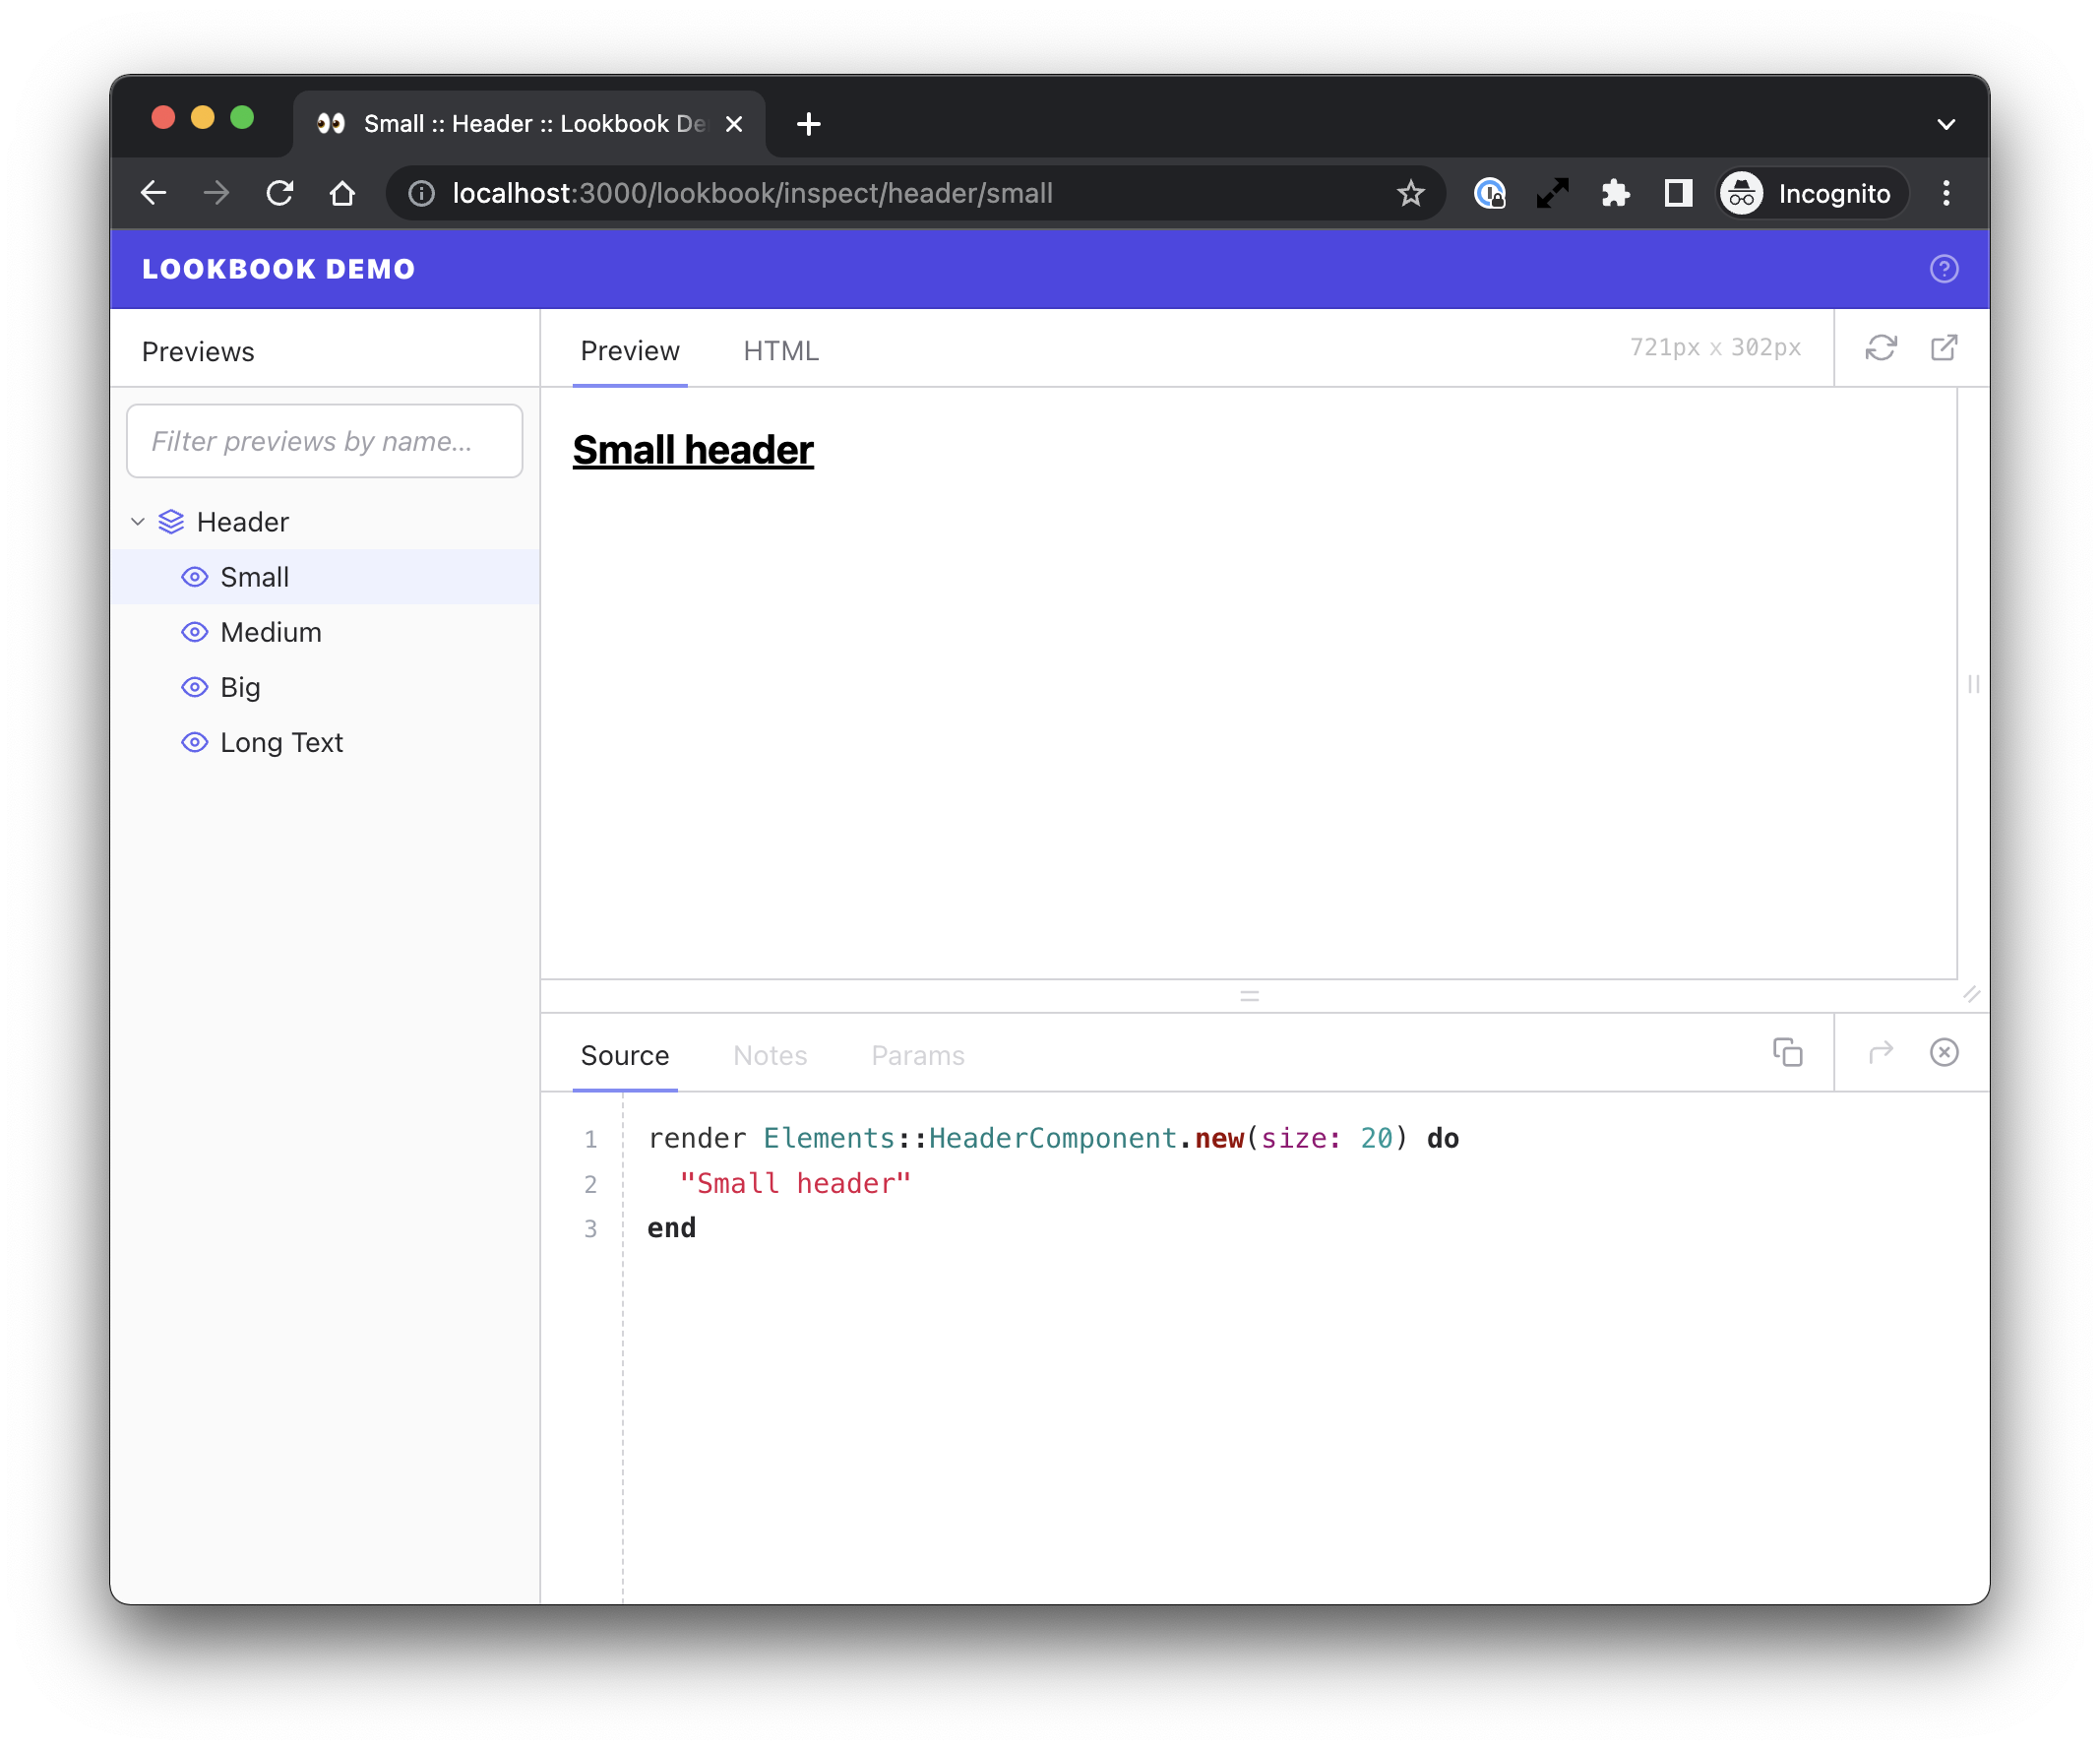 Small :: Header :: Lookbook De
localhost:3000/lookbook/inspect/header/small
Incognito
LOOKBOOK DEMO
Previews
Preview
HTML
721px x 302px
Filter previews by name...
Small header
Header
Small
Medium
Big
Long Text
Source
Notes
Params
1 render Elements::HeaderComponent.new(size: 20) do
2 "Small header"
3 end